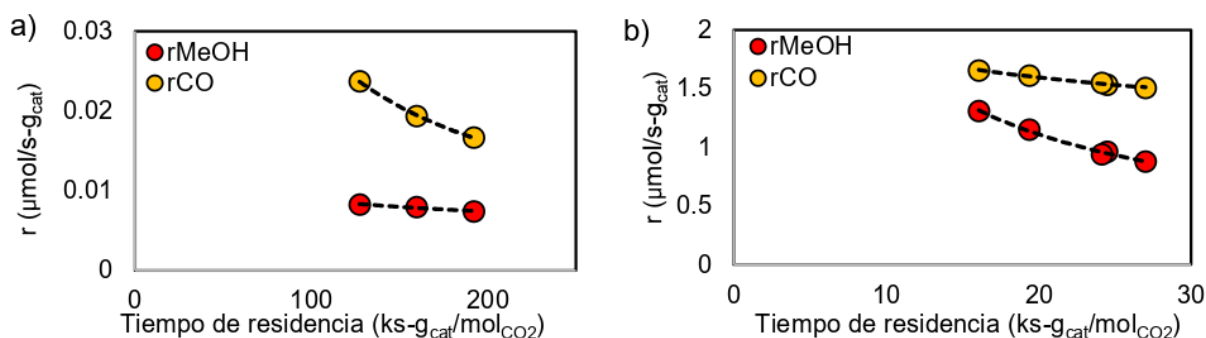 a)
rMeOH
rCO
r (µmol/s-gcat)
0.03
0.02
0.01
0
0 100 200
Tiempo de residencia (ks-gcat/molCO2)
b)
rMeOH
rCO
r (µmol/s-gcat)
2
1.5
1
0.5
0
0 10 20 30
Tiempo de residencia (ks-gcat/molCO2)